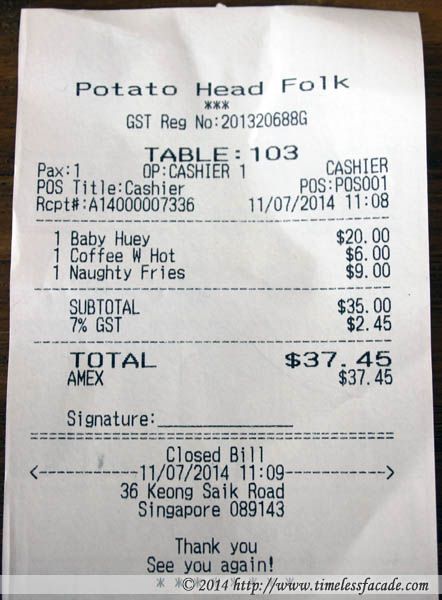 Potato Head Folk
***
GST Reg No:201320688G
TABLE:103
Pax:1 OP:CASHIER 1 CASHIER
POS Title:Cashier POS:POS001
Rcpt#:A14000007336 11/07/2014 11:08
1 Baby Huey $20.00
1 Coffee W Hot $6.00
1 Naughty Fries $9.00
SUBTOTAL $35.00
7% GST $2.45
TOTAL $37.45
AMEX $37.45
Signature:______________
Closed Bill
<----------11/07/2014 11:09---------->
36 Keong Saik Road
Singapore 089143
Thank you
See you again!
© 2014 http://www.timelessfacade.com